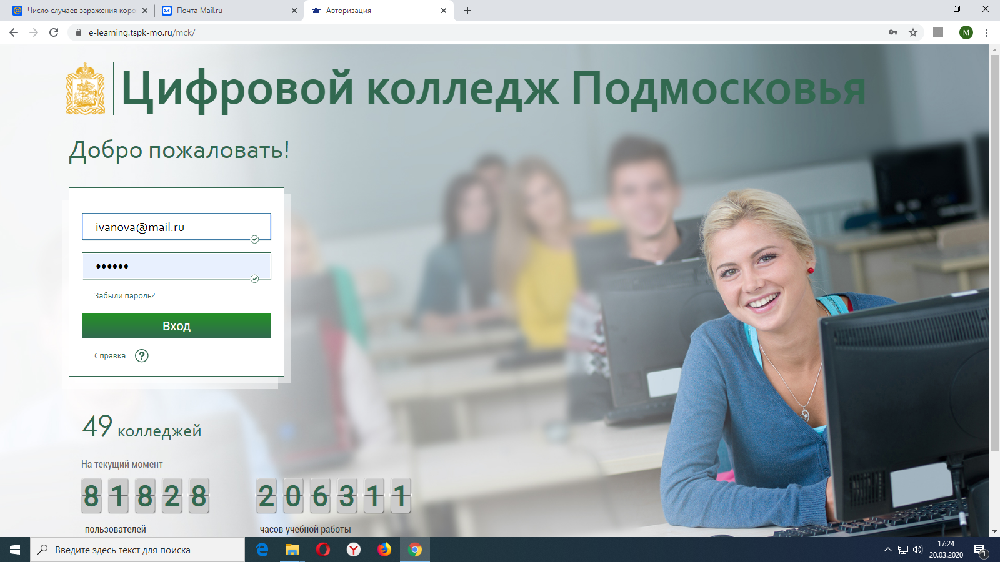 Число случаев заражения коро
Почта Mail.ru
Авторизация
e-learning.tspk-mo.ru/mck/
M
Цифровой колледж Подмосковья
Добро пожаловать!
ivanova@mail.ru
••••••
Забыли пароль?
Вход
Справка ?
49 колледжей
На текущий момент
81828 206311
пользователей часов учебной работы
Введите здесь текст для поиска
17:24
20.03.2020
1